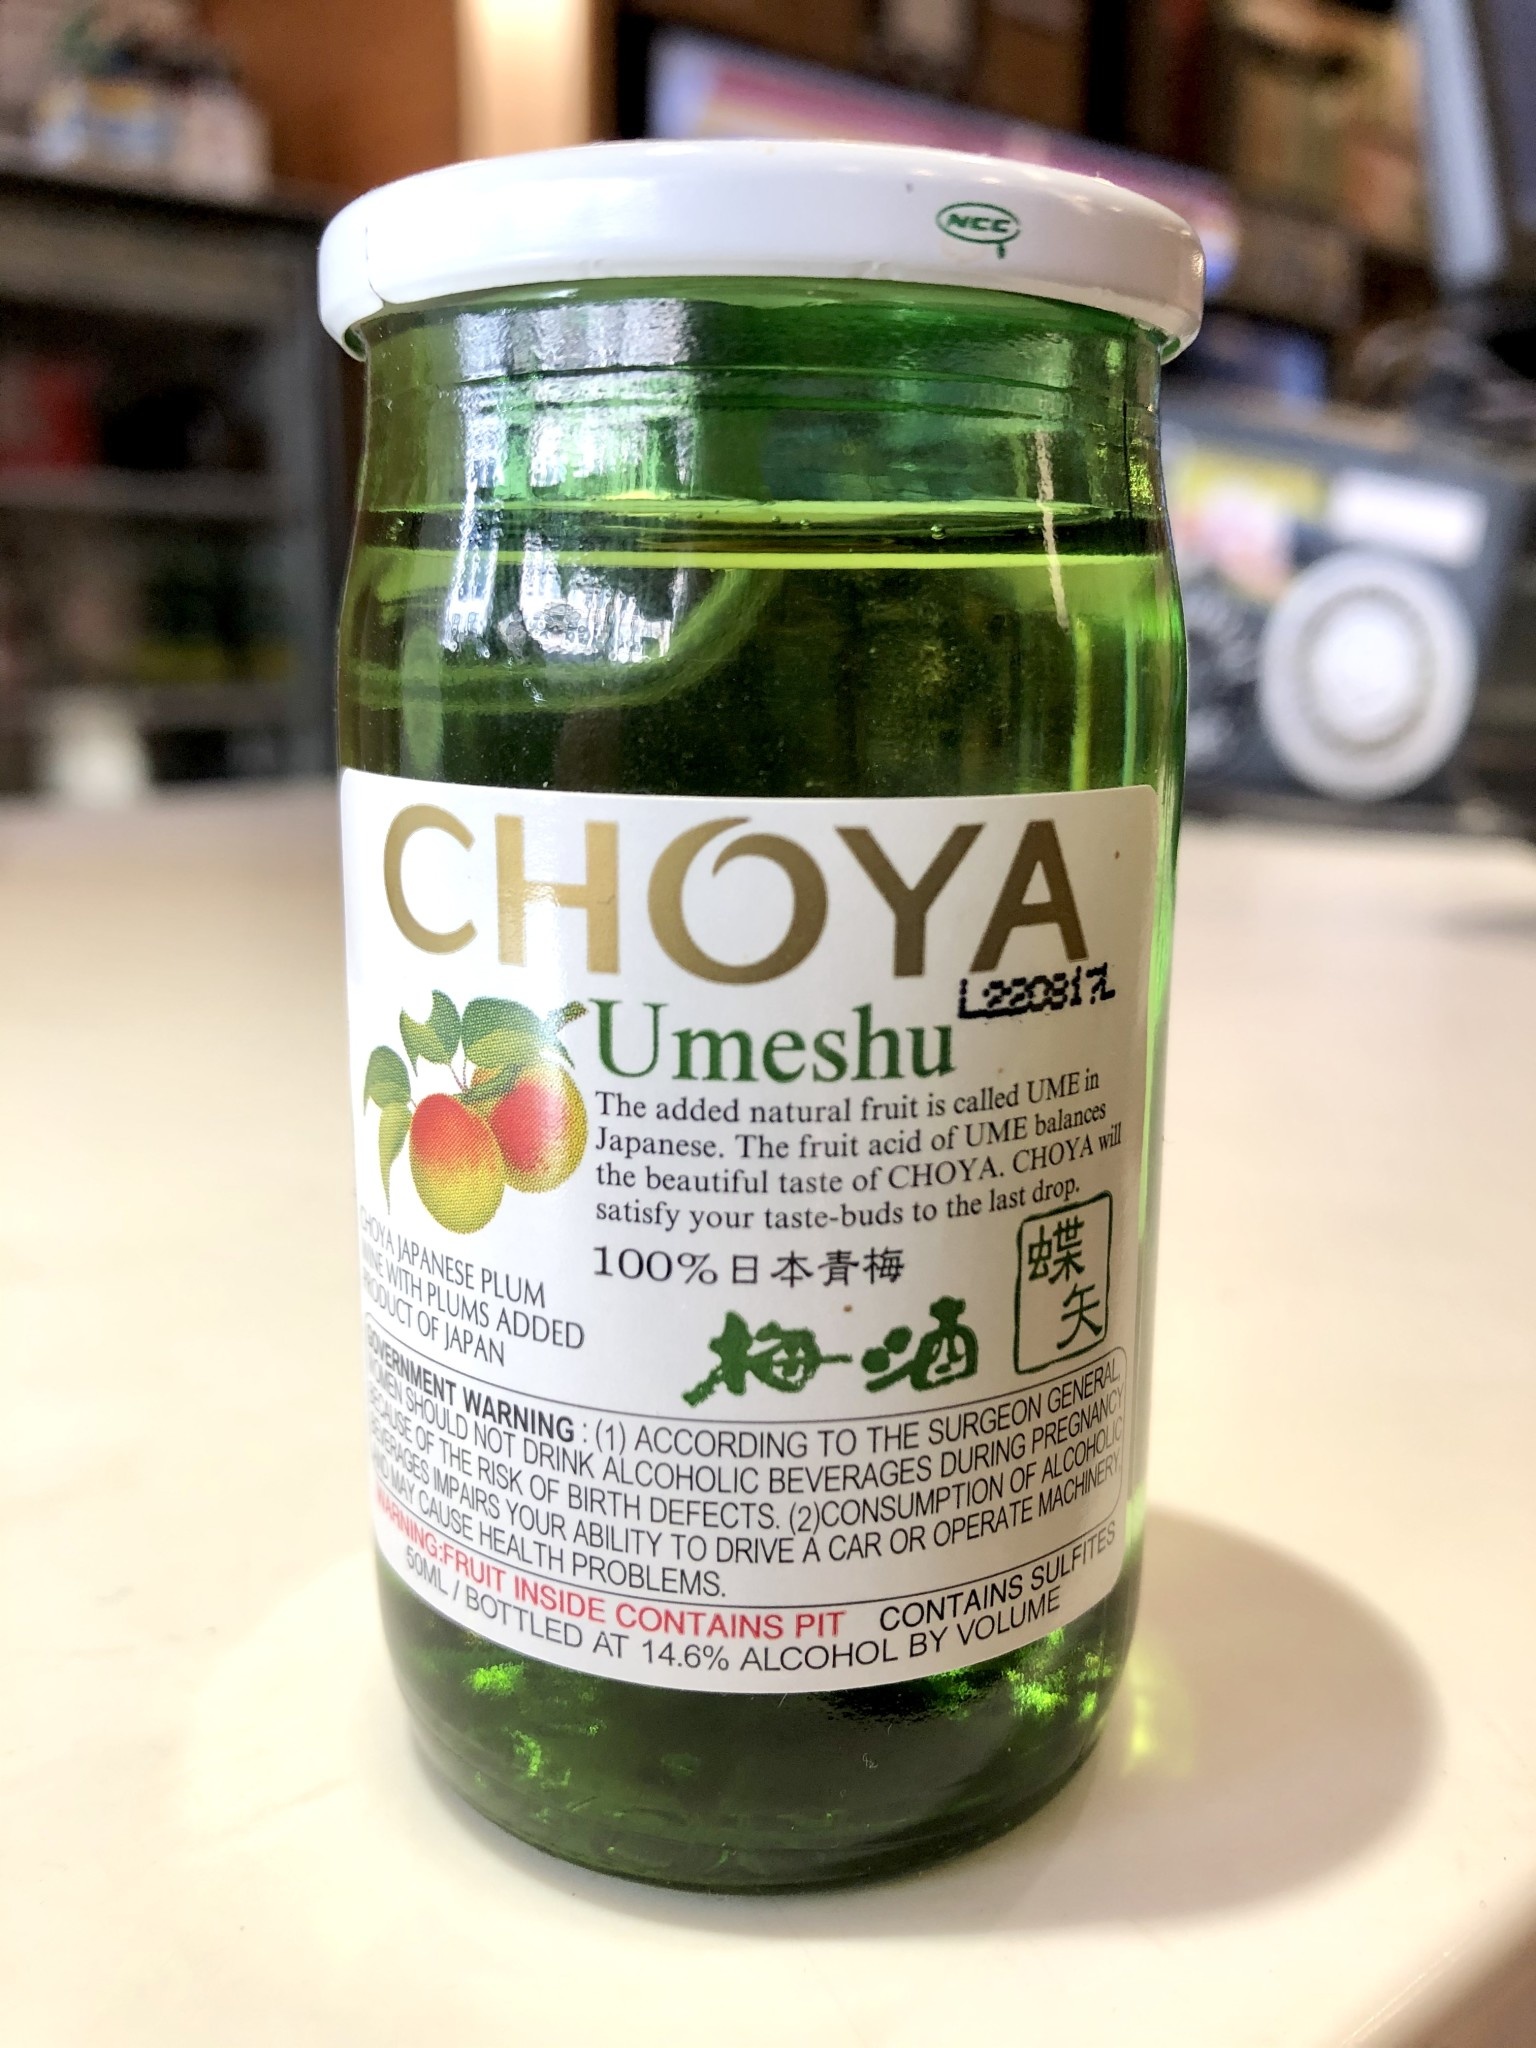 NCC
CHOYA
L220817L
Umeshu
The added natural fruit is called UME in
Japanese. The fruit acid of UME balances
the beautiful taste of CHOYA. CHOYA will
satisfy your taste-buds to the last drop.
100%日本青梅
蝶矢
梅酒
CHOYA JAPANESE PLUM
WINE WITH PLUMS ADDED
PRODUCT OF JAPAN
GOVERNMENT WARNING : (1) ACCORDING TO THE SURGEON GENERAL,
WOMEN SHOULD NOT DRINK ALCOHOLIC BEVERAGES DURING PREGNANCY
BECAUSE OF THE RISK OF BIRTH DEFECTS. (2)CONSUMPTION OF ALCOHOLIC
BEVERAGES IMPAIRS YOUR ABILITY TO DRIVE A CAR OR OPERATE MACHINERY,
AND MAY CAUSE HEALTH PROBLEMS.
WARNING:FRUIT INSIDE CONTAINS PIT CONTAINS SULFITES
50ML / BOTTLED AT 14.6% ALCOHOL BY VOLUME